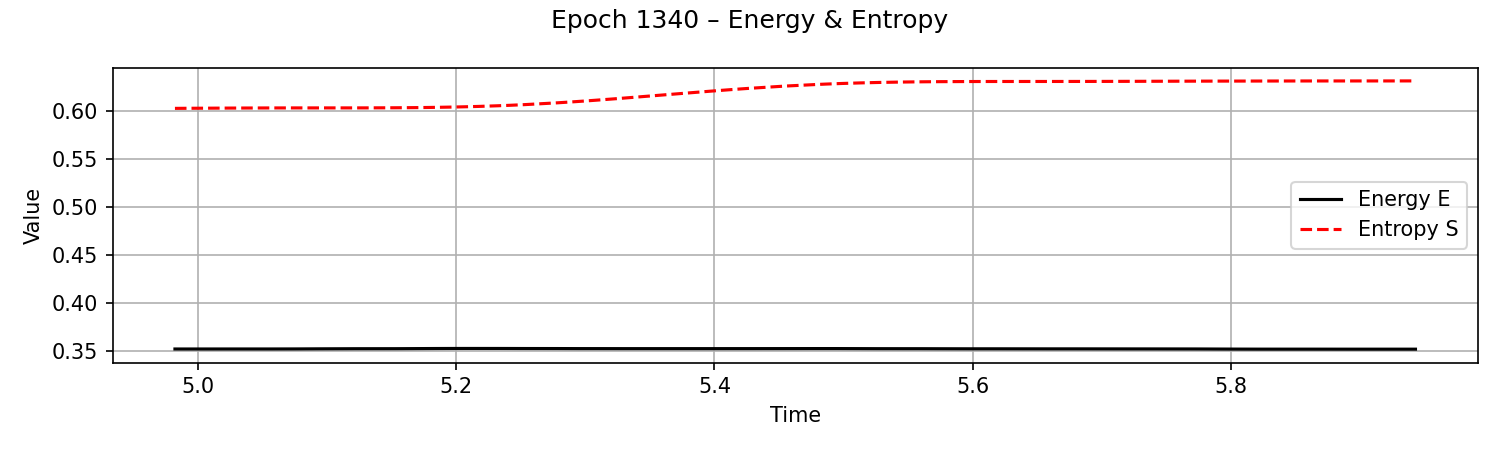 Epoch 1340 – Energy & Entropy
Value
0.60
0.55
0.50
0.45
0.40
0.35
Energy E
Entropy S
5.0 5.2 5.4 5.6 5.8
Time